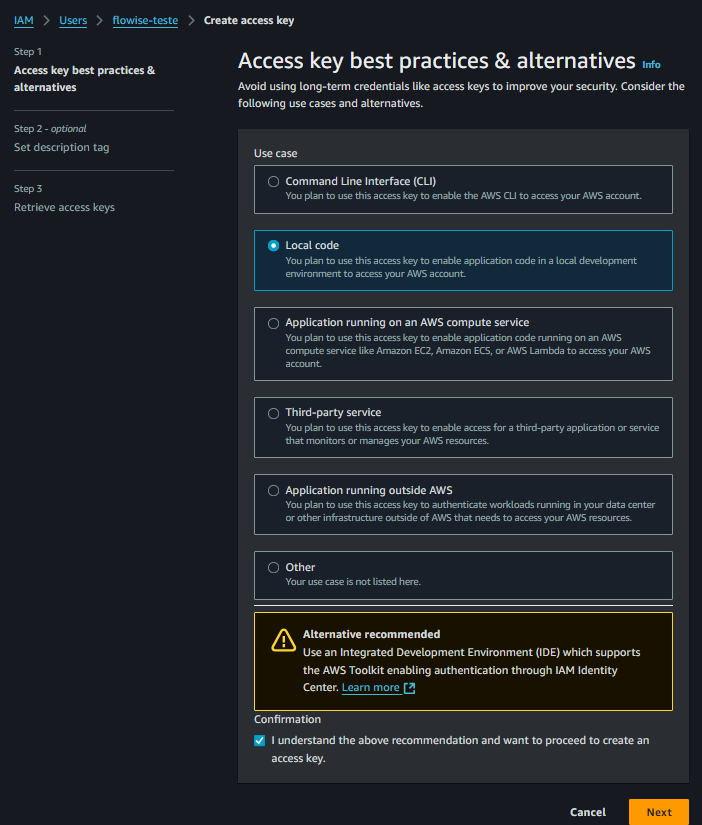 IAM > Users > flowise-teste > Create access key
Step 1
Access key best practices &
alternatives
Step 2 - optional
Set description tag
Step 3
Retrieve access keys
Access key best practices & alternatives Info
Avoid using long-term credentials like access keys to improve your security. Consider the
following use cases and alternatives.
Use case
Command Line Interface (CLI)
You plan to use this access key to enable the AWS CLI to access your AWS account.
Local code
You plan to use this access key to enable application code in a local development
environment to access your AWS account.
Application running on an AWS compute service
You plan to use this access key to enable application code running on an AWS
compute service like Amazon EC2, Amazon ECS, or AWS Lambda to access your AWS
account.
Third-party service
You plan to use this access key to enable access for a third-party application or service
that monitors or manages your AWS resources.
Application running outside AWS
You plan to use this access key to authenticate workloads running in your data center
or other infrastructure outside of AWS that needs to access your AWS resources.
Other
Your use case is not listed here.
Alternative recommended
Use an Integrated Development Environment (IDE) which supports
the AWS Toolkit enabling authentication through IAM Identity
Center. Learn more
Confirmation
I understand the above recommendation and want to proceed to create an
access key.
Cancel
Next